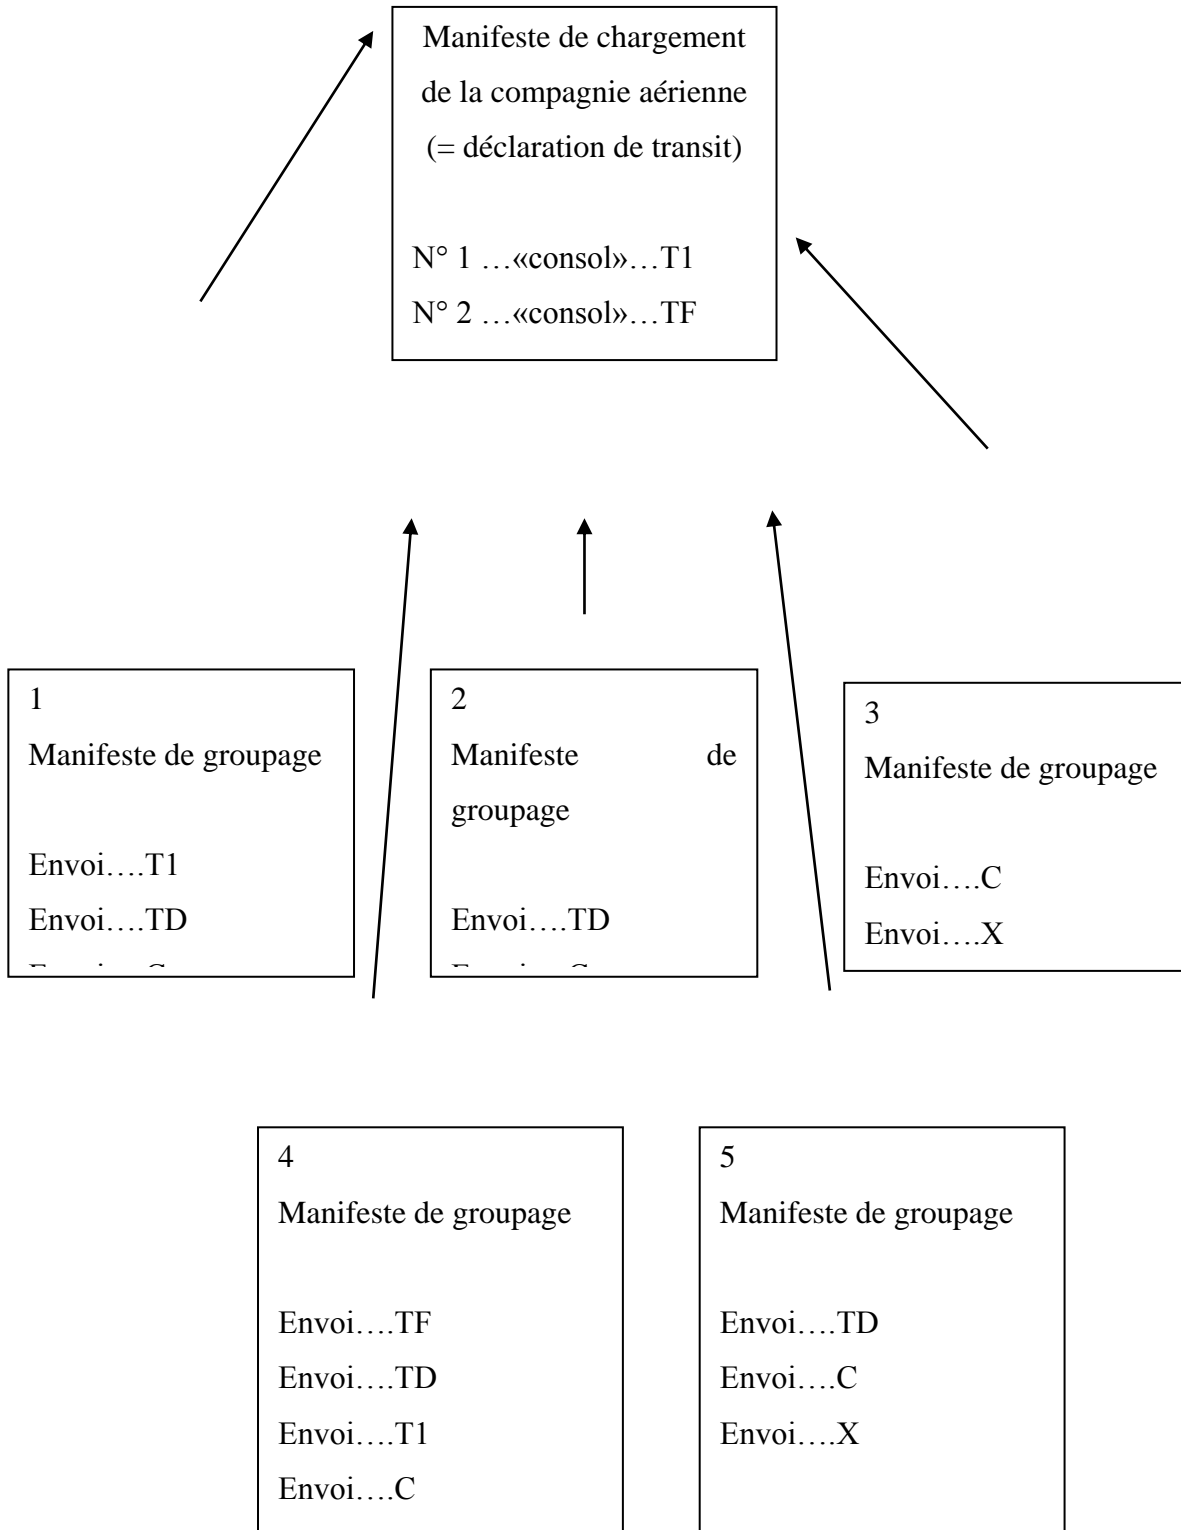 Manifeste de chargement
de la compagnie aérienne
(= déclaration de transit)
N° 1 …«consol»…T1
N° 2 …«consol»…TF
1
Manifeste de groupage
Envoi….T1
Envoi….TD
2
Manifeste de
groupage
Envoi….TD
3
Manifeste de groupage
Envoi….C
Envoi….X
4
Manifeste de groupage
Envoi….TF
Envoi….TD
Envoi….T1
Envoi….C
5
Manifeste de groupage
Envoi….TD
Envoi….C
Envoi….X